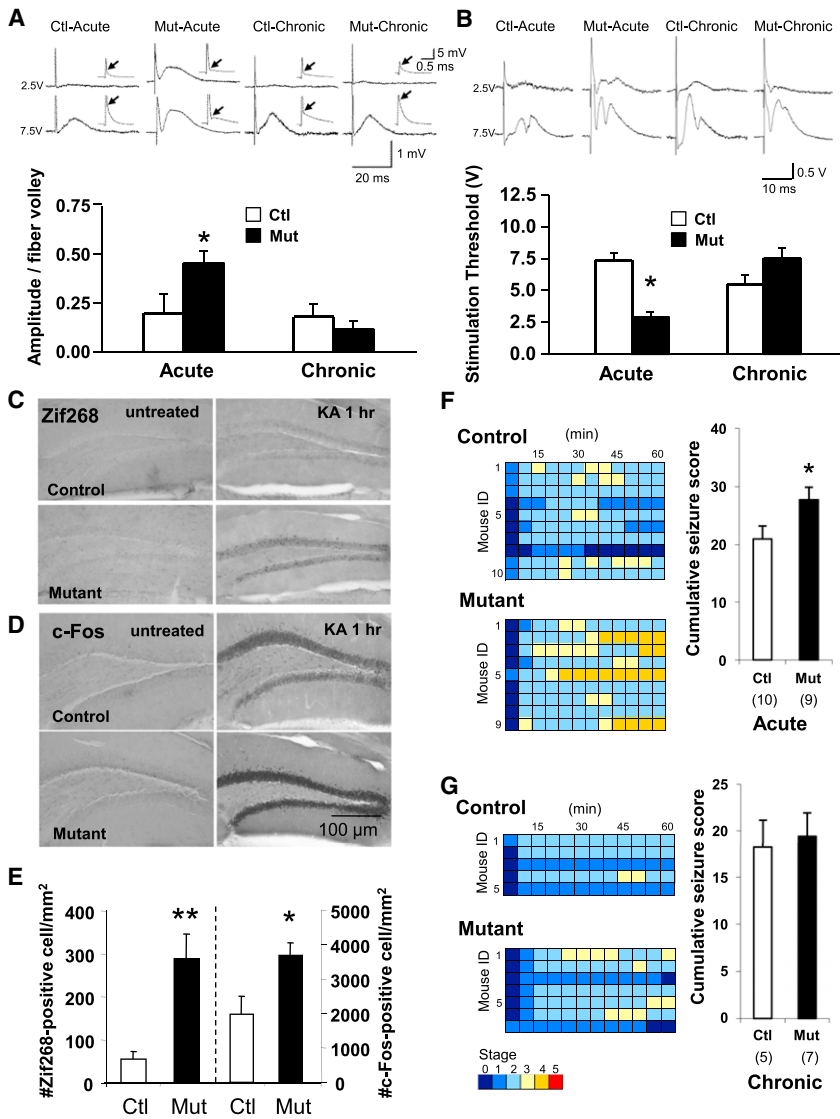 A
Ctl-Acute Mut-Acute Ctl-Chronic Mut-Chronic
5 mV
0.5 ms
2.5V
7.5V
1 mV
20 ms
Amplitude / fiber volley
0.75
0.50
0.25
0.00
Ctl
Mut
*
Acute Chronic
B
Ctl-Acute Mut-Acute Ctl-Chronic Mut-Chronic
2.5V
7.5V
0.5 V
10 ms
Stimulation Threshold (V)
12.5
10.0
7.5
5.0
2.5
0.0
Ctl
Mut
*
Acute Chronic
C
Zif268 untreated KA 1 hr
Control
Mutant
D
c-Fos untreated KA 1 hr
Control
Mutant
100 µm
E
#Zif268-positive cell/mm²
400
300
200
100
0
** *
5000
4000
3000
2000
1000
0
#c-Fos-positive cell/mm²
Ctl Mut Ctl Mut
F
Control (min)
15 30 45 60
Mouse ID
1
5
10
Mutant
Mouse ID
1
5
9
Cumulative seizure score
40
30
20
10
0
*
Ctl Mut
(10) (9)
Acute
G
Control (min)
15 30 45 60
Mouse ID
1
5
Mutant
Mouse ID
1
5
Stage
0 1 2 3 4 5
Cumulative seizure score
25
20
15
10
5
0
Ctl Mut
(5) (7)
Chronic